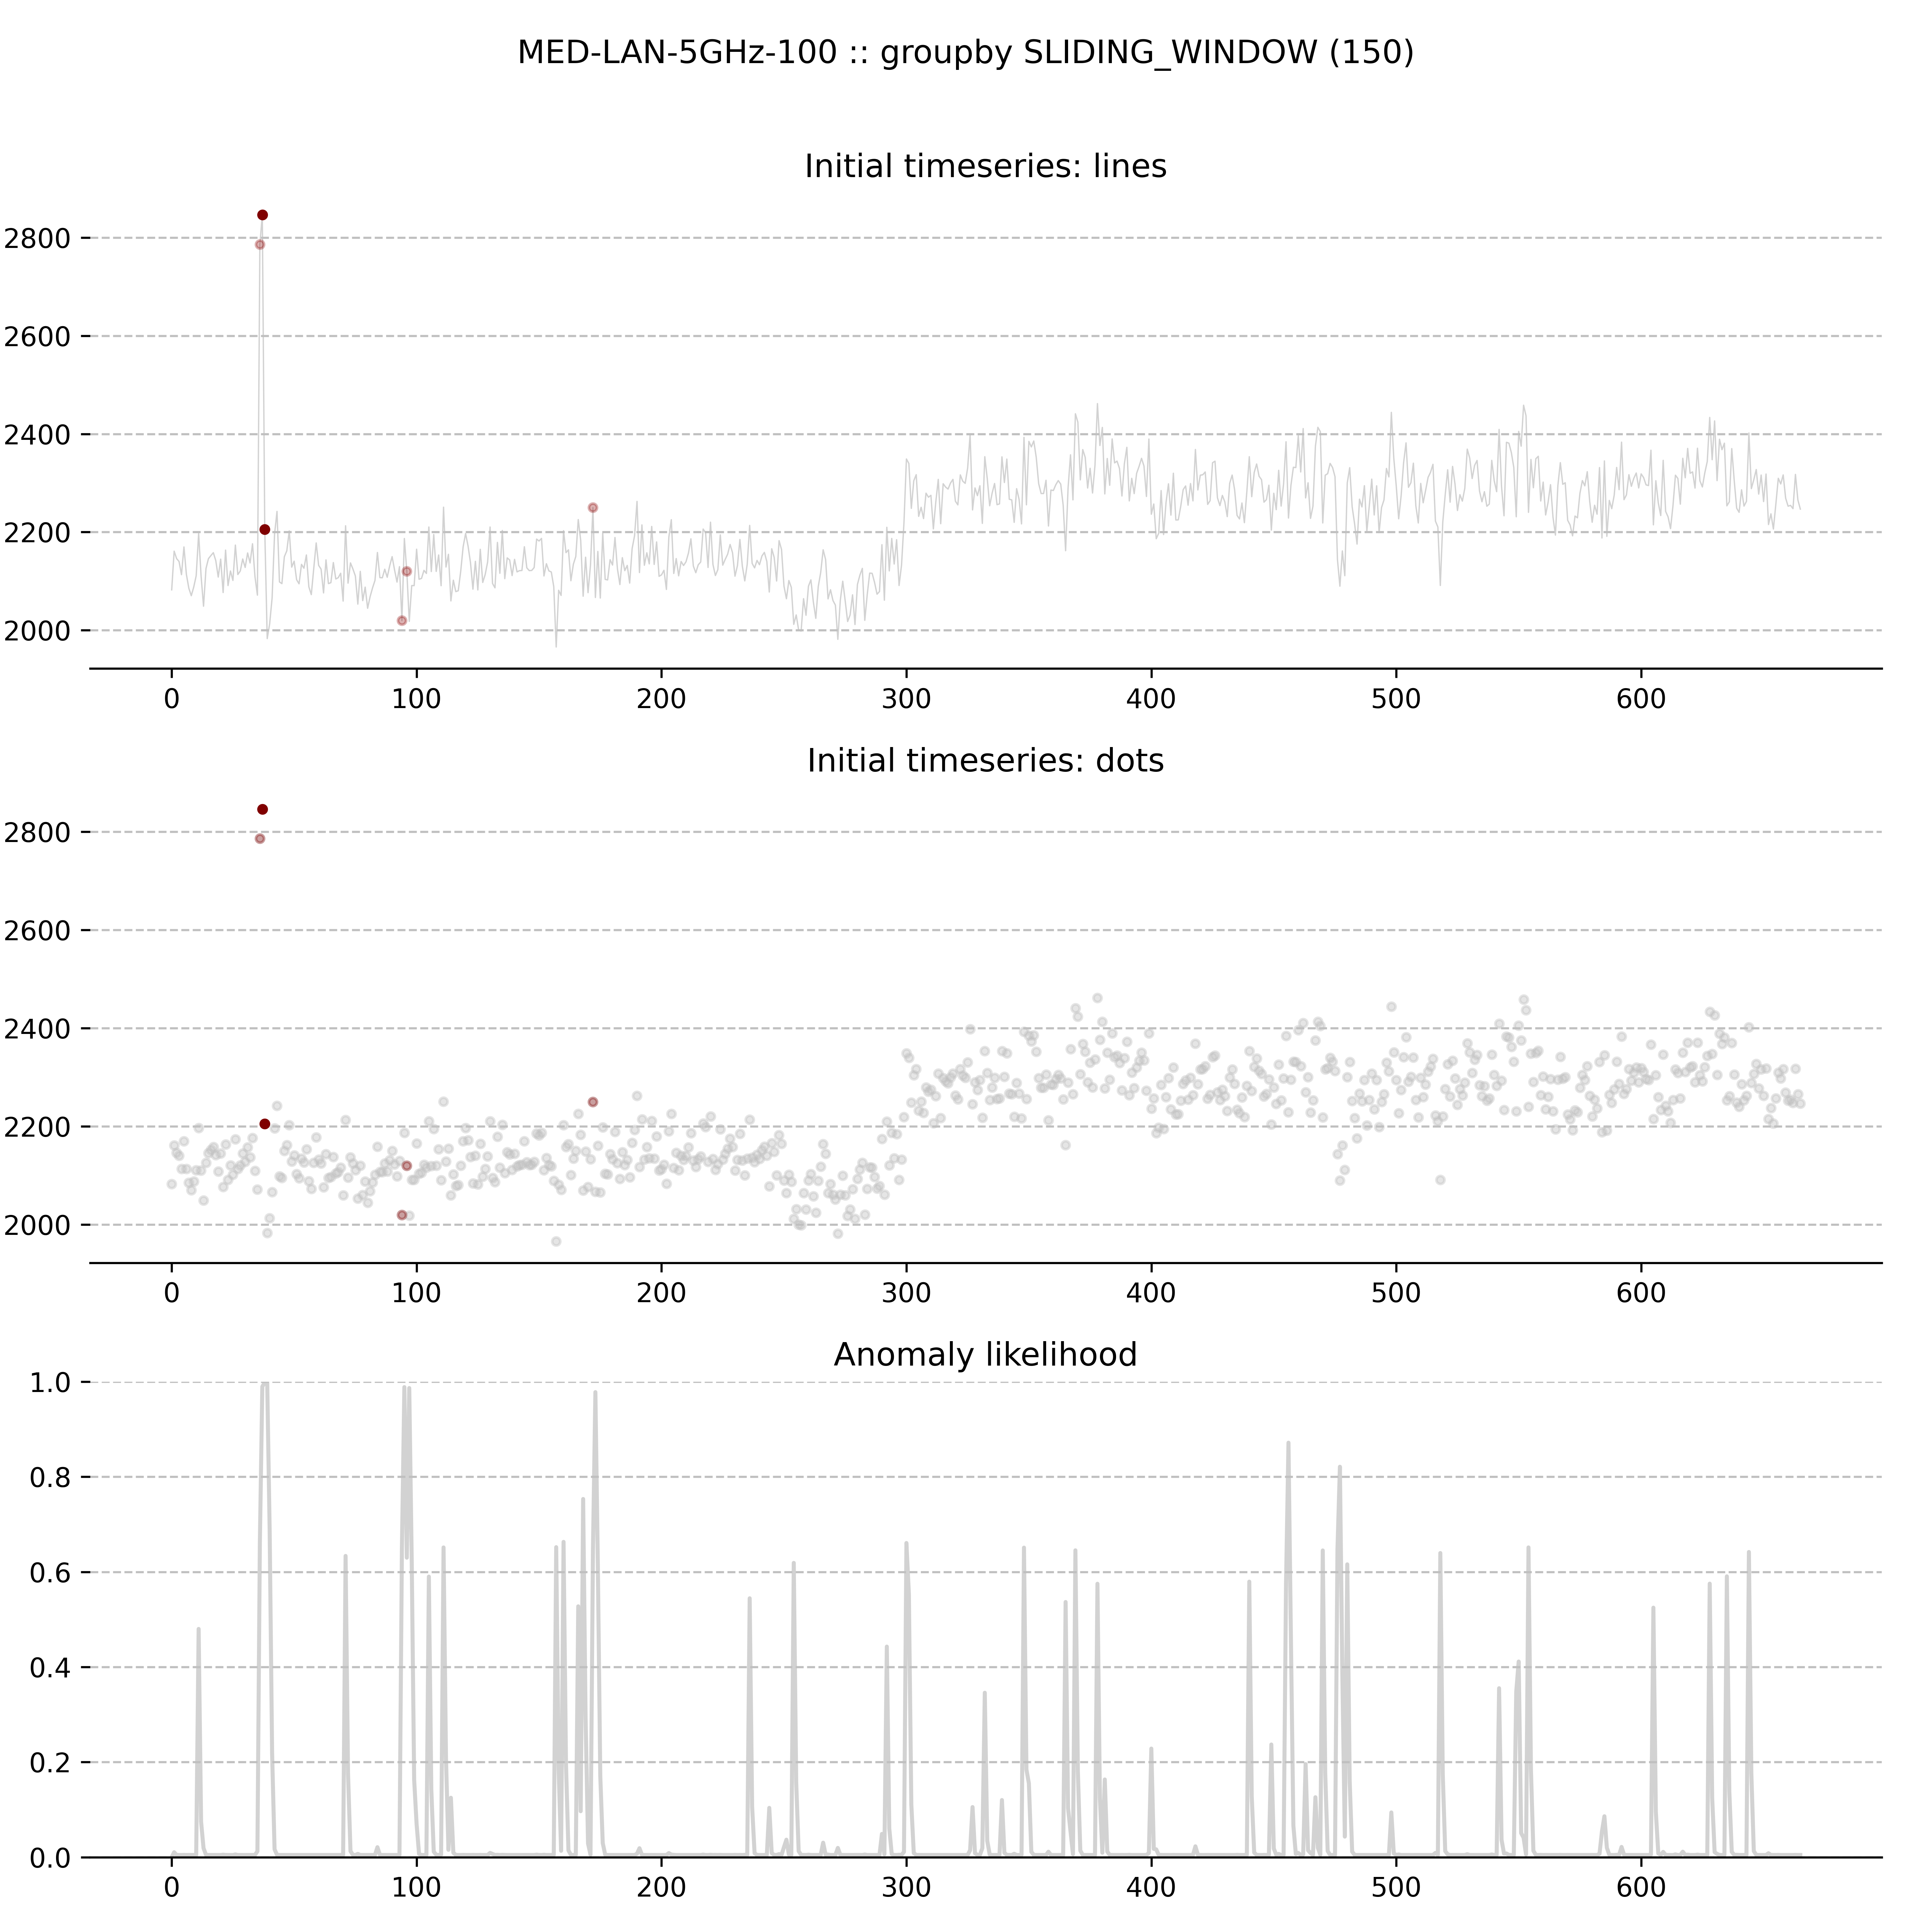 MED-LAN-5GHz-100 :: groupby SLIDING_WINDOW (150)
Initial timeseries: lines
2800
2600
2400
2200
2000
0 100 200 300 400 500 600
Initial timeseries: dots
2800
2600
2400
2200
2000
0 100 200 300 400 500 600
Anomaly likelihood
1.0
0.8
0.6
0.4
0.2
0.0
0 100 200 300 400 500 600